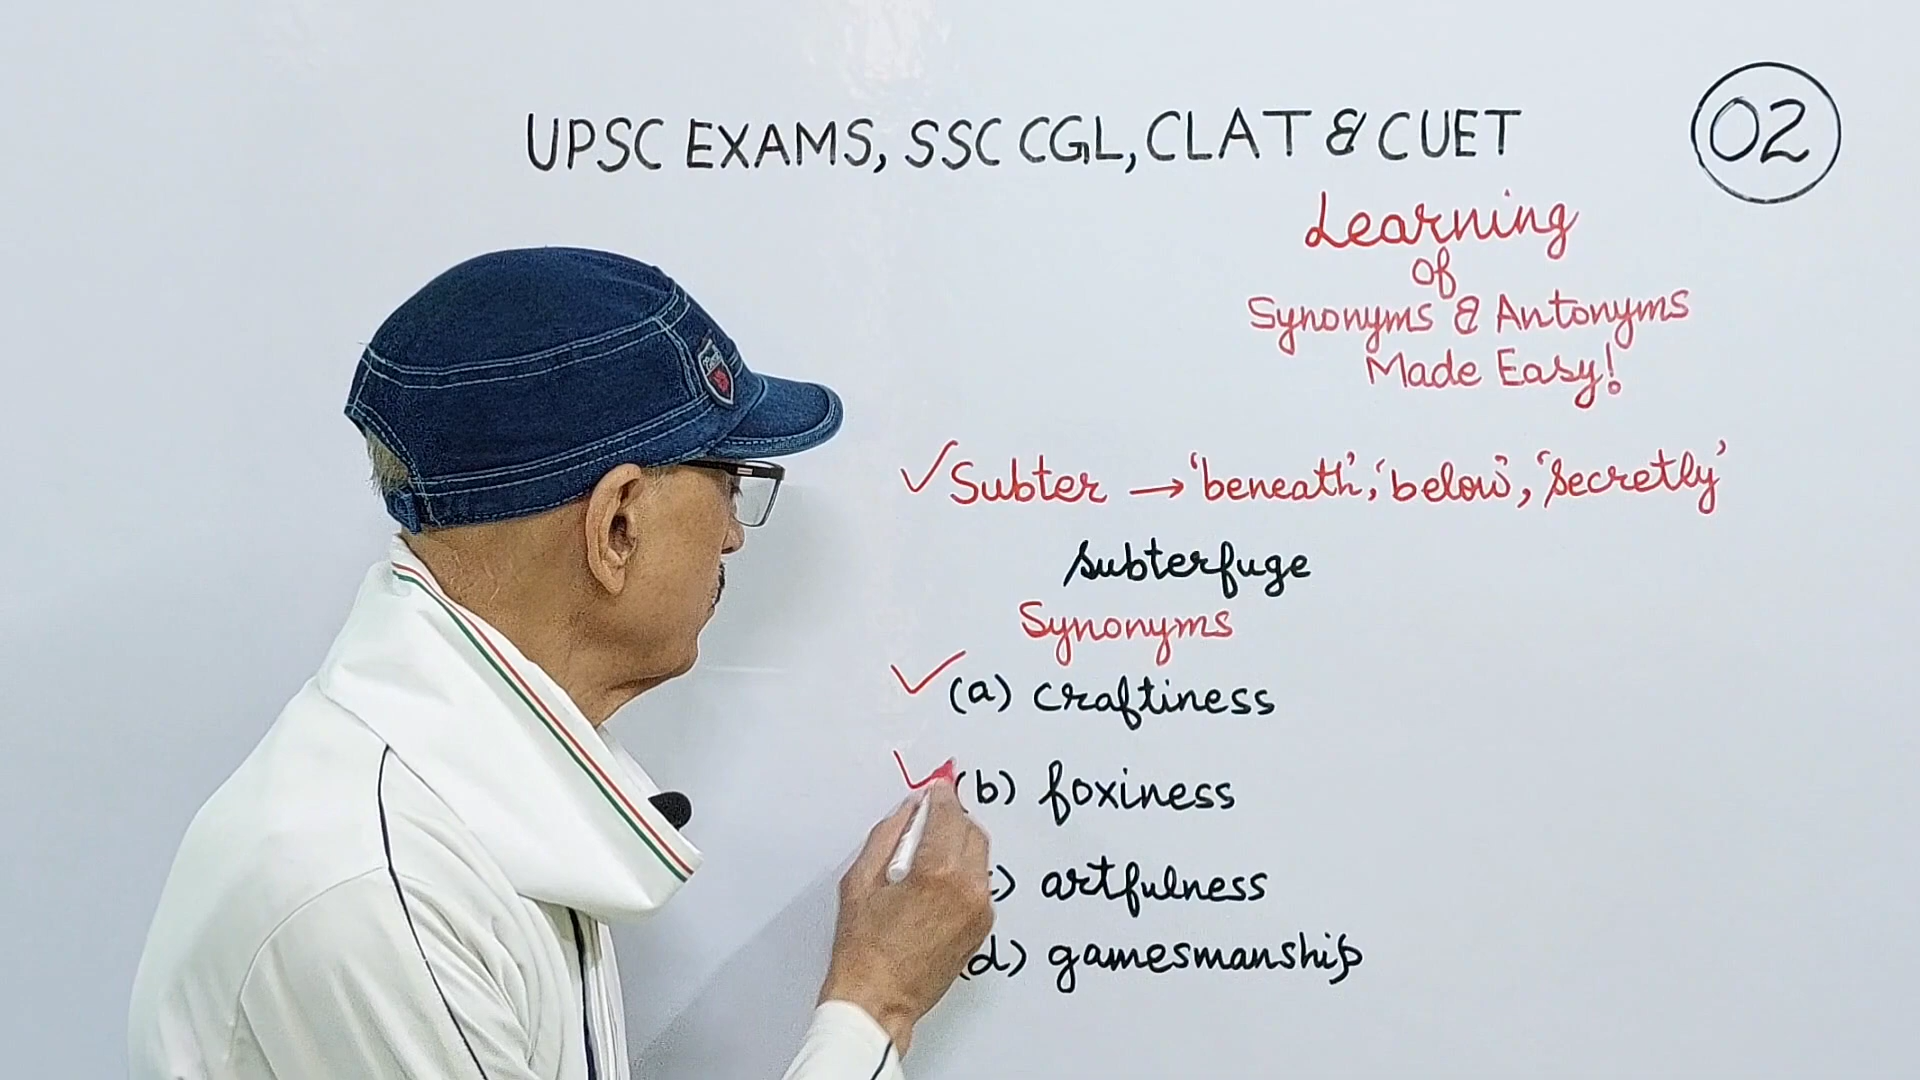 UPSC EXAMS, SSC CGL, CLAT & CUET
02
Learning
Of
Synonyms & Antonyms
Made Easy!
Subter → 'beneath', 'below', 'secretly'
subterfuge
Synonyms
(a) craftiness
(b) foxiness
) artfulness
(d) gamesmanship